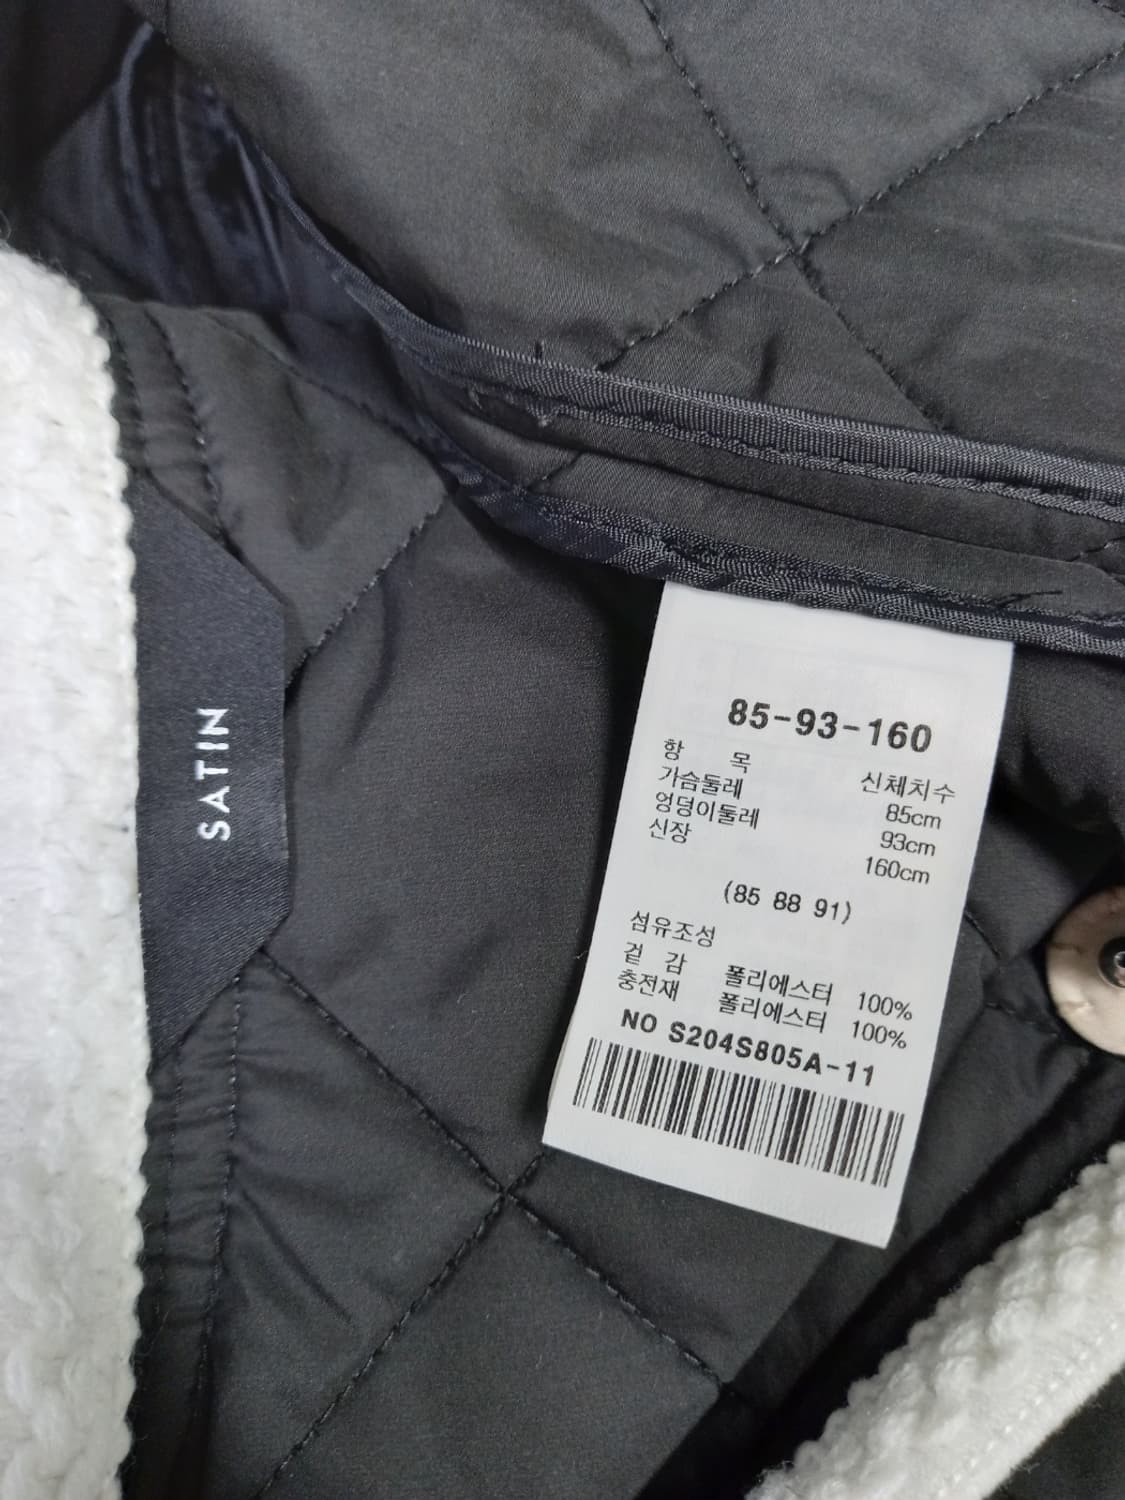 SATIN
85-93-160
항 목 신체치수
가슴둘레 85cm
엉덩이둘레 93cm
신장 160cm
(85 88 91)
섬유조성
겉 감 폴리에스터 100%
충전재 폴리에스터 100%
NO S204S805A-11